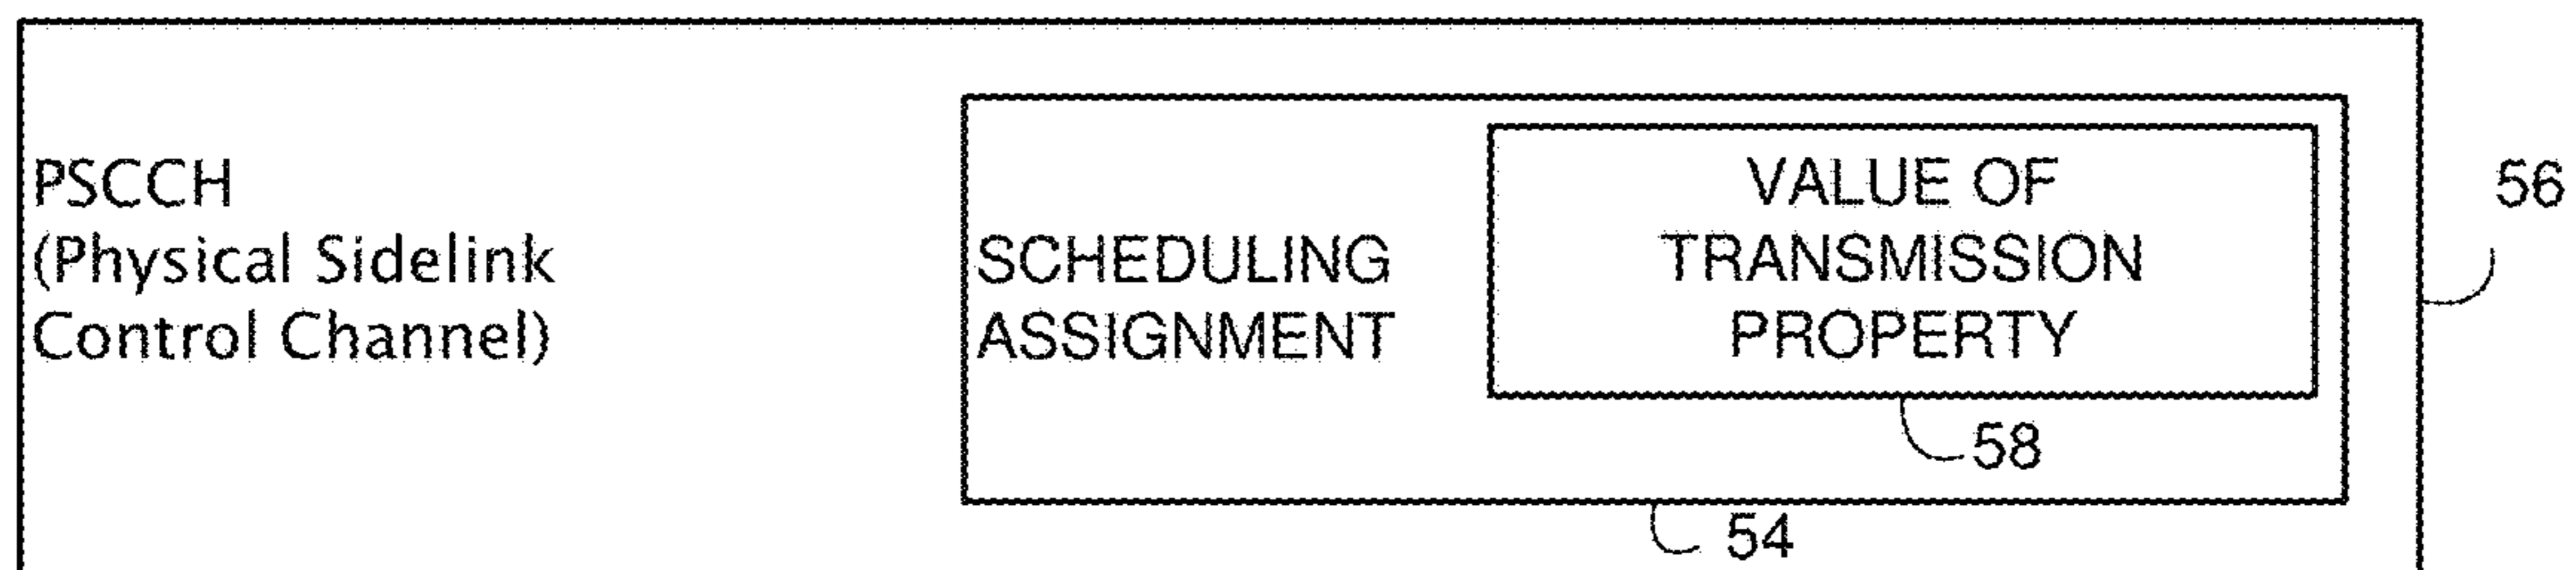 PSCCH
(Physical Sidelink
Control Channel)
SCHEDULING
ASSIGNMENT
VALUE OF
TRANSMISSION
PROPERTY
56
58
54